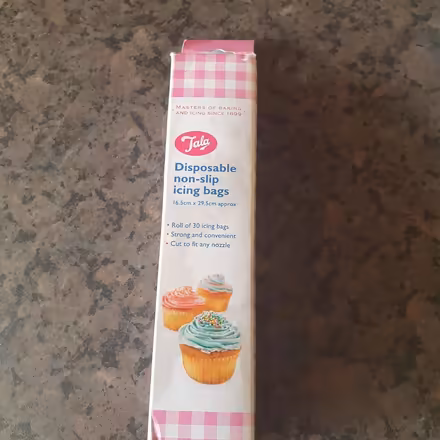 MASTERS OF BAKING
AND ICING SINCE 1899
Tala
Disposable
non-slip
icing bags
16.5cm x 29.5cm approx
• Roll of 30 icing bags
• Strong and convenient
• Cut to fit any nozzle